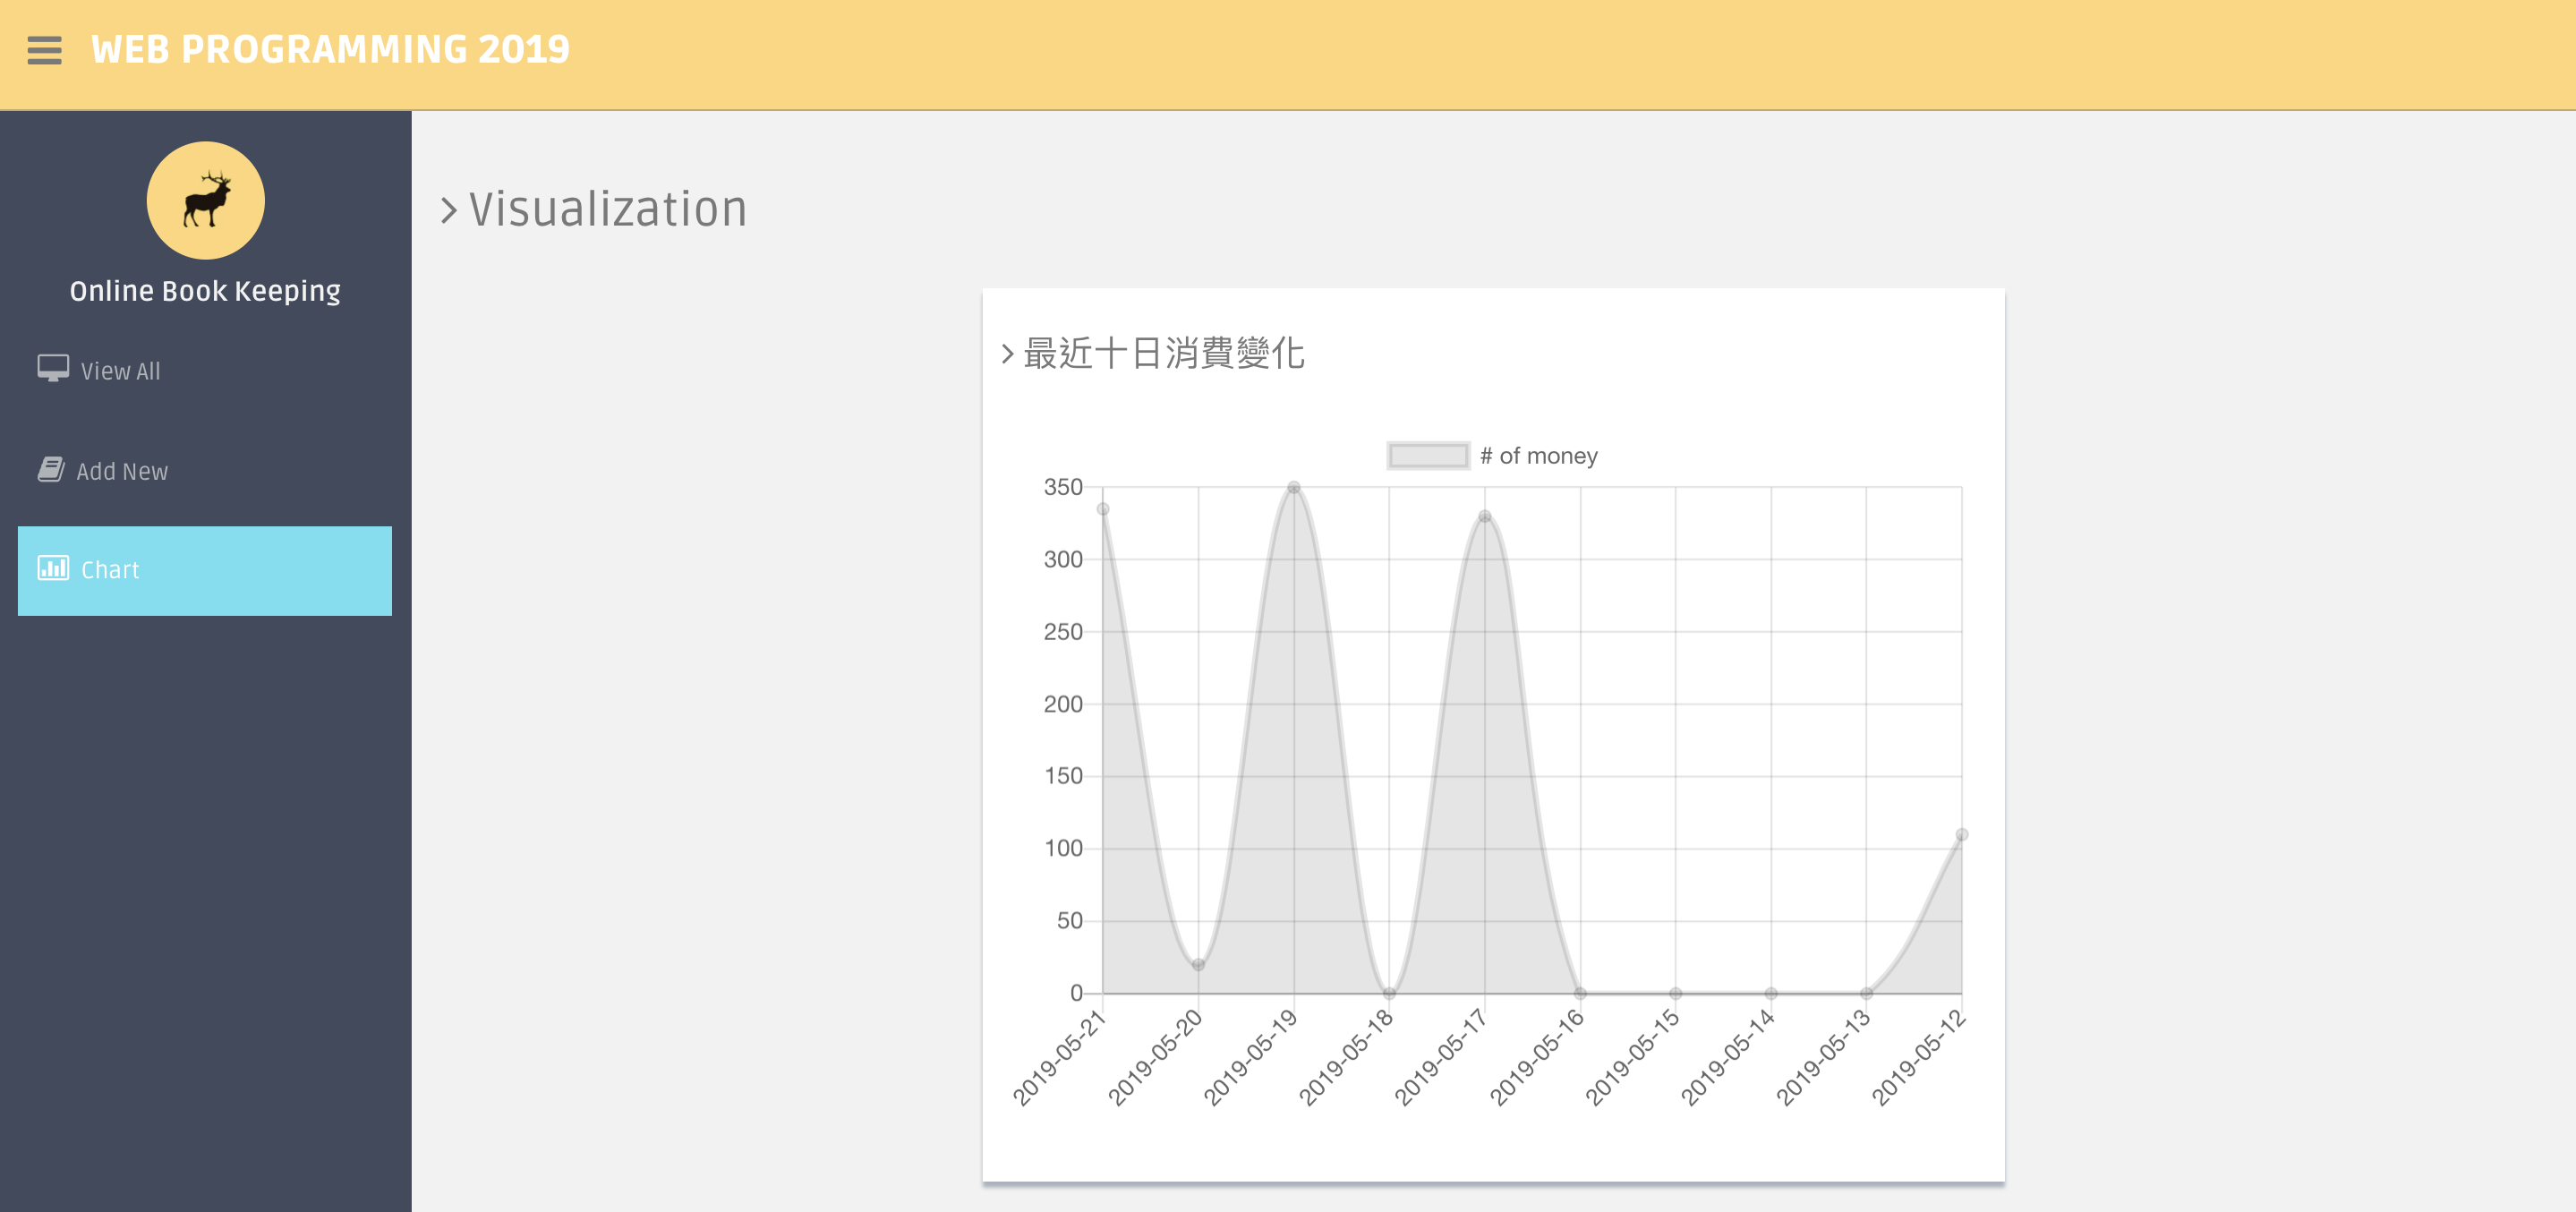 WEB PROGRAMMING 2019
Online Book Keeping
View All
Add New
Chart
Visualization
最近十日消費變化
# of money
350
300
250
200
150
100
50
0
2019-05-21
2019-05-20
2019-05-19
2019-05-18
2019-05-17
2019-05-16
2019-05-15
2019-05-14
2019-05-13
2019-05-12